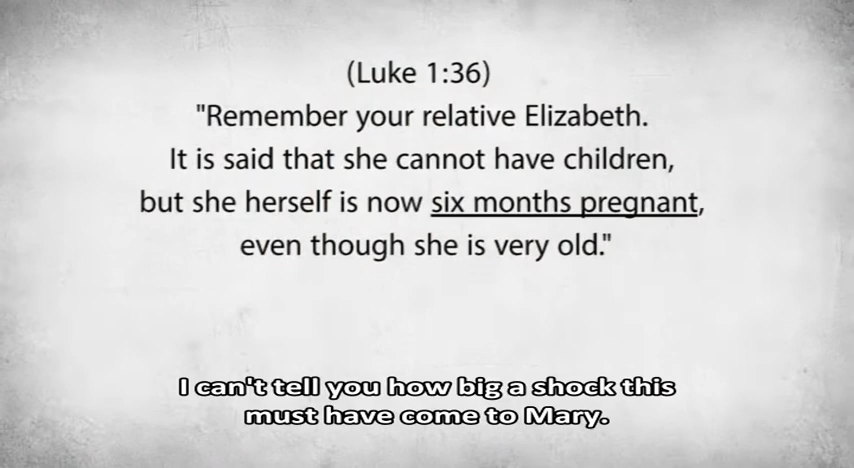 (Luke 1:36)
"Remember your relative Elizabeth.
It is said that she cannot have children,
but she herself is now six months pregnant,
even though she is very old."
I can't tell you how big a shock this
must have come to Mary.